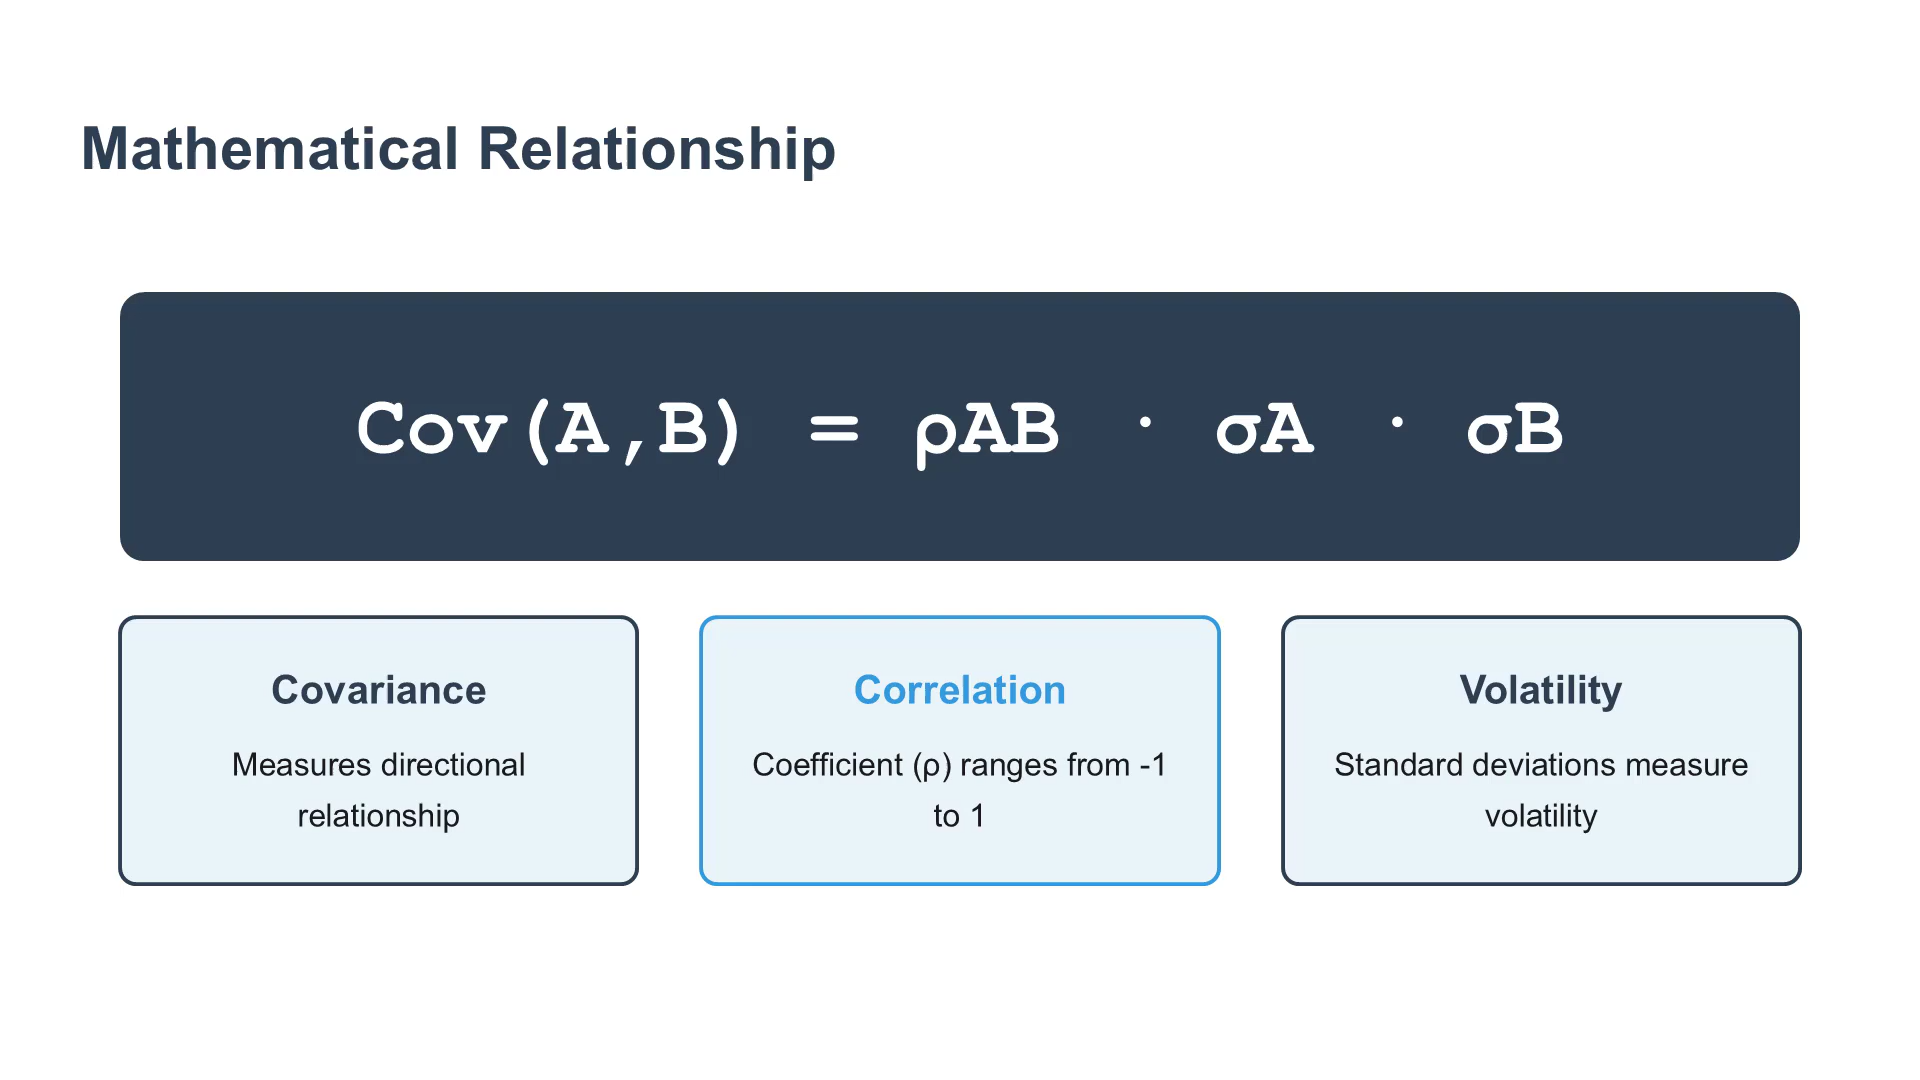 Mathematical Relationship
Cov(A,B) = ρAB · σA · σB
Covariance
Measures directional
relationship
Correlation
Coefficient (ρ) ranges from -1
to 1
Volatility
Standard deviations measure
volatility